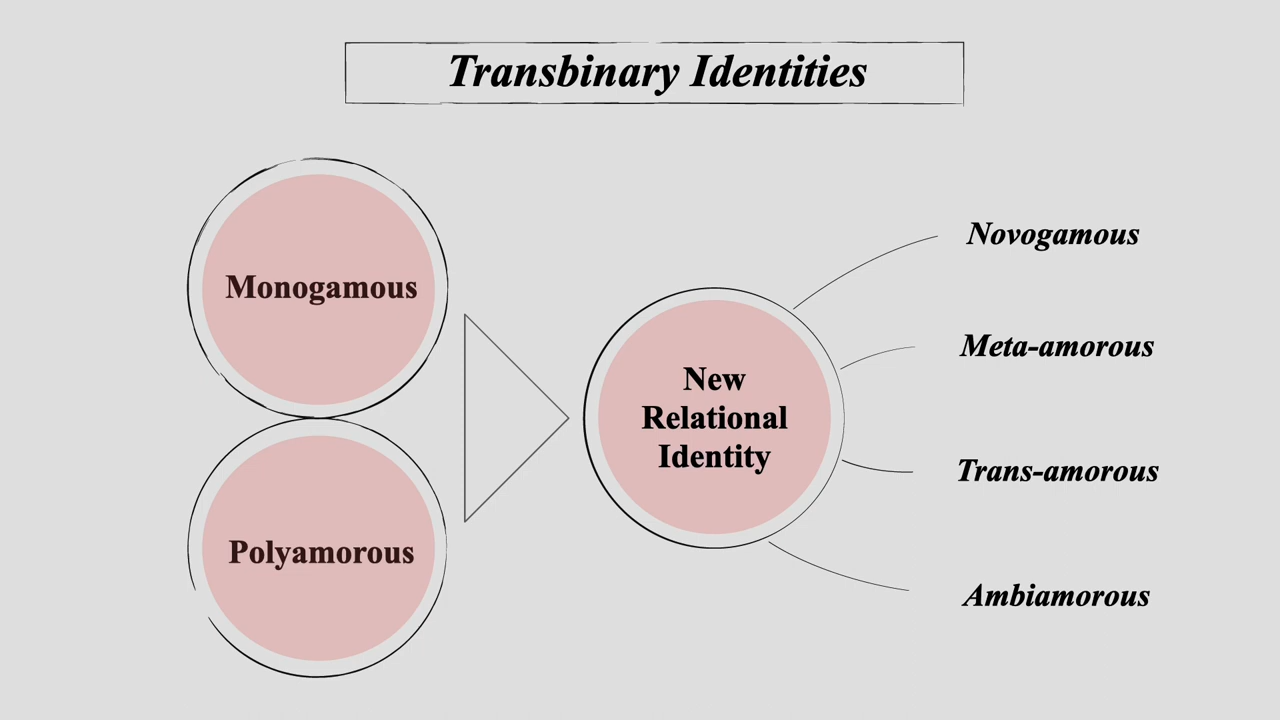 Transbinary Identities
Monogamous
Polyamorous
New
Relational
Identity
Novogamous
Meta-amorous
Trans-amorous
Ambiamorous